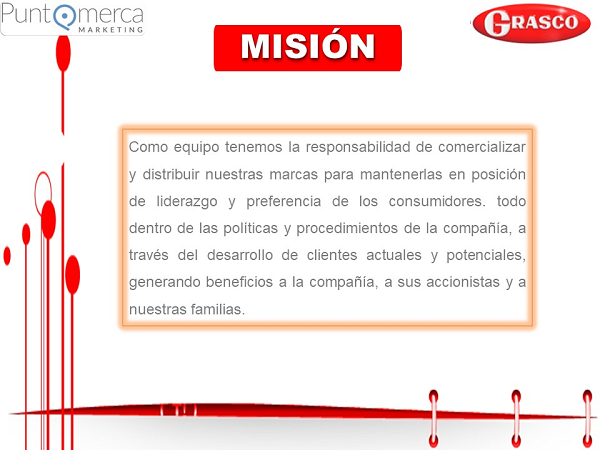 PuntQmerca
MARKETING
GRASCO
MISIÓN
Como equipo tenemos la responsabilidad de comercializar
y distribuir nuestras marcas para mantenerlas en posición
de liderazgo y preferencia de los consumidores. todo
dentro de las políticas y procedimientos de la compañía, a
través del desarrollo de clientes actuales y potenciales,
generando beneficios a la compañía, a sus accionistas y a
nuestras familias.